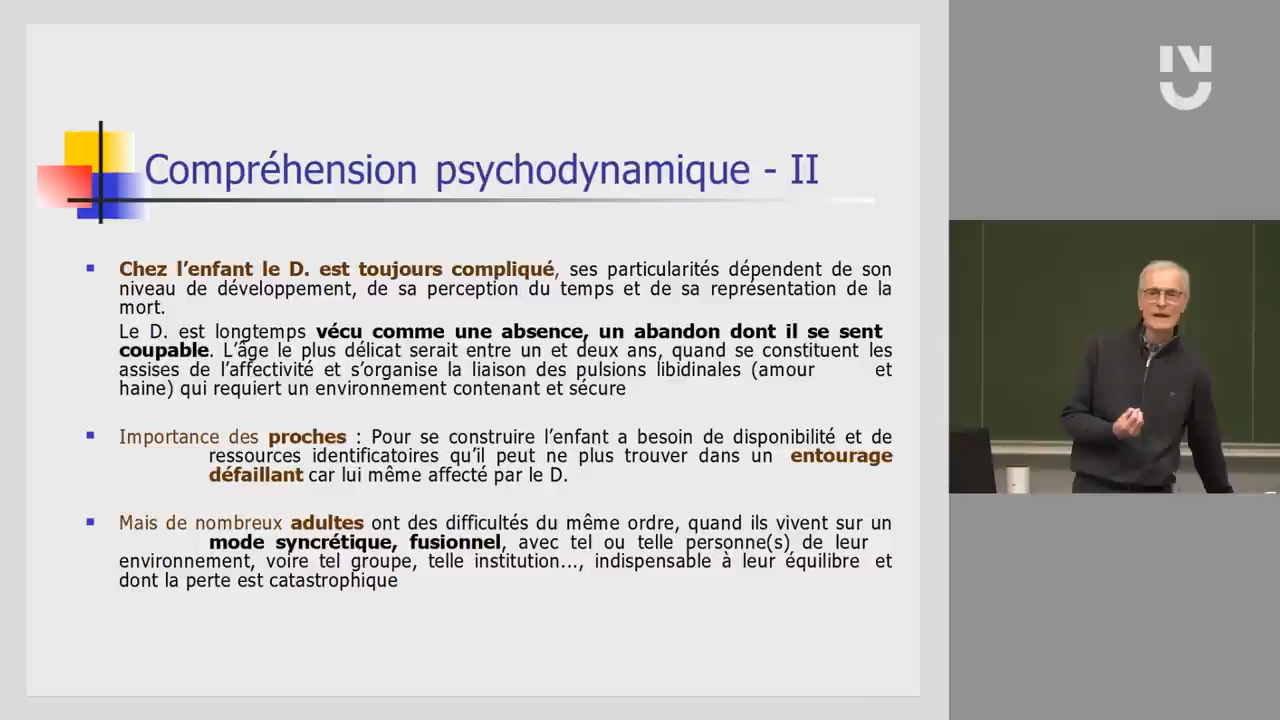 Compréhension psychodynamique - II
Chez l'enfant le D. est toujours compliqué, ses particularités dépendent de son
niveau de développement, de sa perception du temps et de sa représentation de la
mort.
Le D. est longtemps vécu comme une absence, un abandon dont il se sent
coupable. L'âge le plus délicat serait entre un et deux ans, quand se constituent les
assises de l'affectivité et s'organise la liaison des pulsions libidinales (amour et
haine) qui requiert un environnement contenant et sécure
Importance des proches : Pour se construire l'enfant a besoin de disponibilité et de
ressources identificatoires qu'il peut ne plus trouver dans un entourage
défaillant car lui même affecté par le D.
Mais de nombreux adultes ont des difficultés du même ordre, quand ils vivent sur un
mode syncrétique, fusionnel, avec tel ou telle personne(s) de leur
environnement, voire tel groupe, telle institution..., indispensable à leur équilibre et
dont la perte est catastrophique